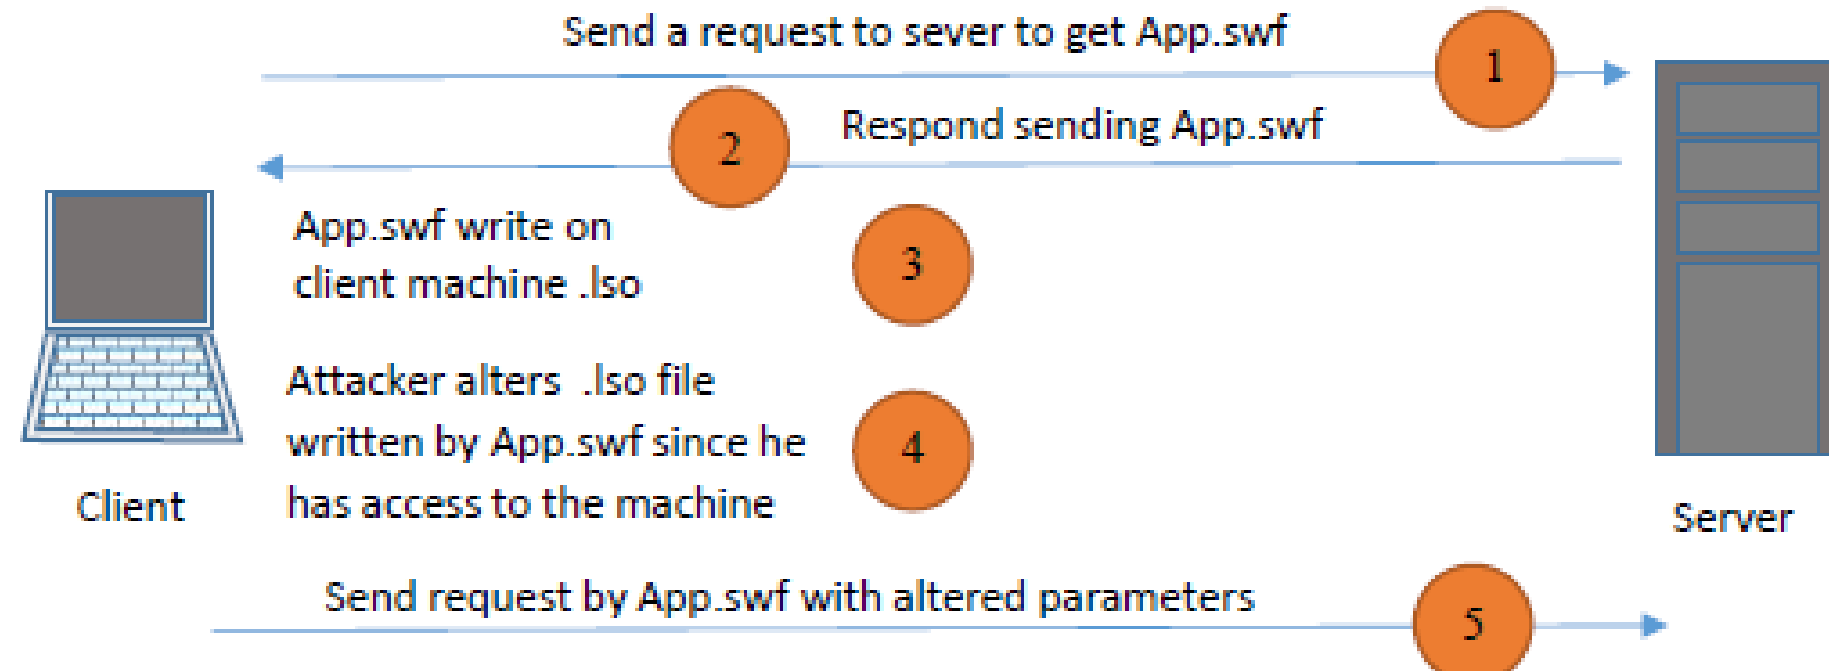 Send a request to sever to get App.swf
1
Respond sending App.swf
2
App.swf write on
client machine .lso
3
Attacker alters  .lso file
written by App.swf since he
has access to the machine
4
Client
Server
Send request by App.swf with altered parameters
5